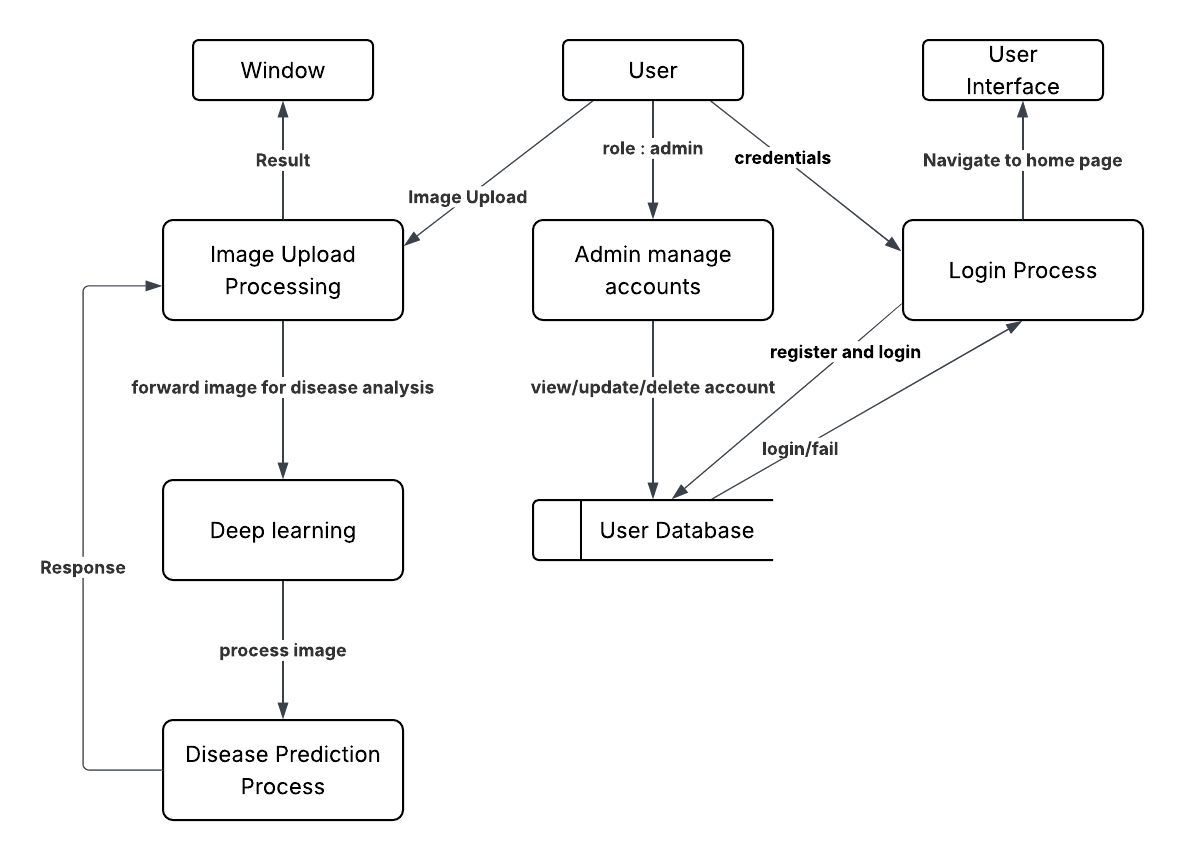 Window
User
User
Interface
role : admin
credentials
Result
Navigate to home page
Image Upload
Image Upload
Processing
Admin manage
accounts
Login Process
register and login
forward image for disease analysis
view/update/delete account
login/fail
Deep learning
User Database
Response
process image
Disease Prediction
Process